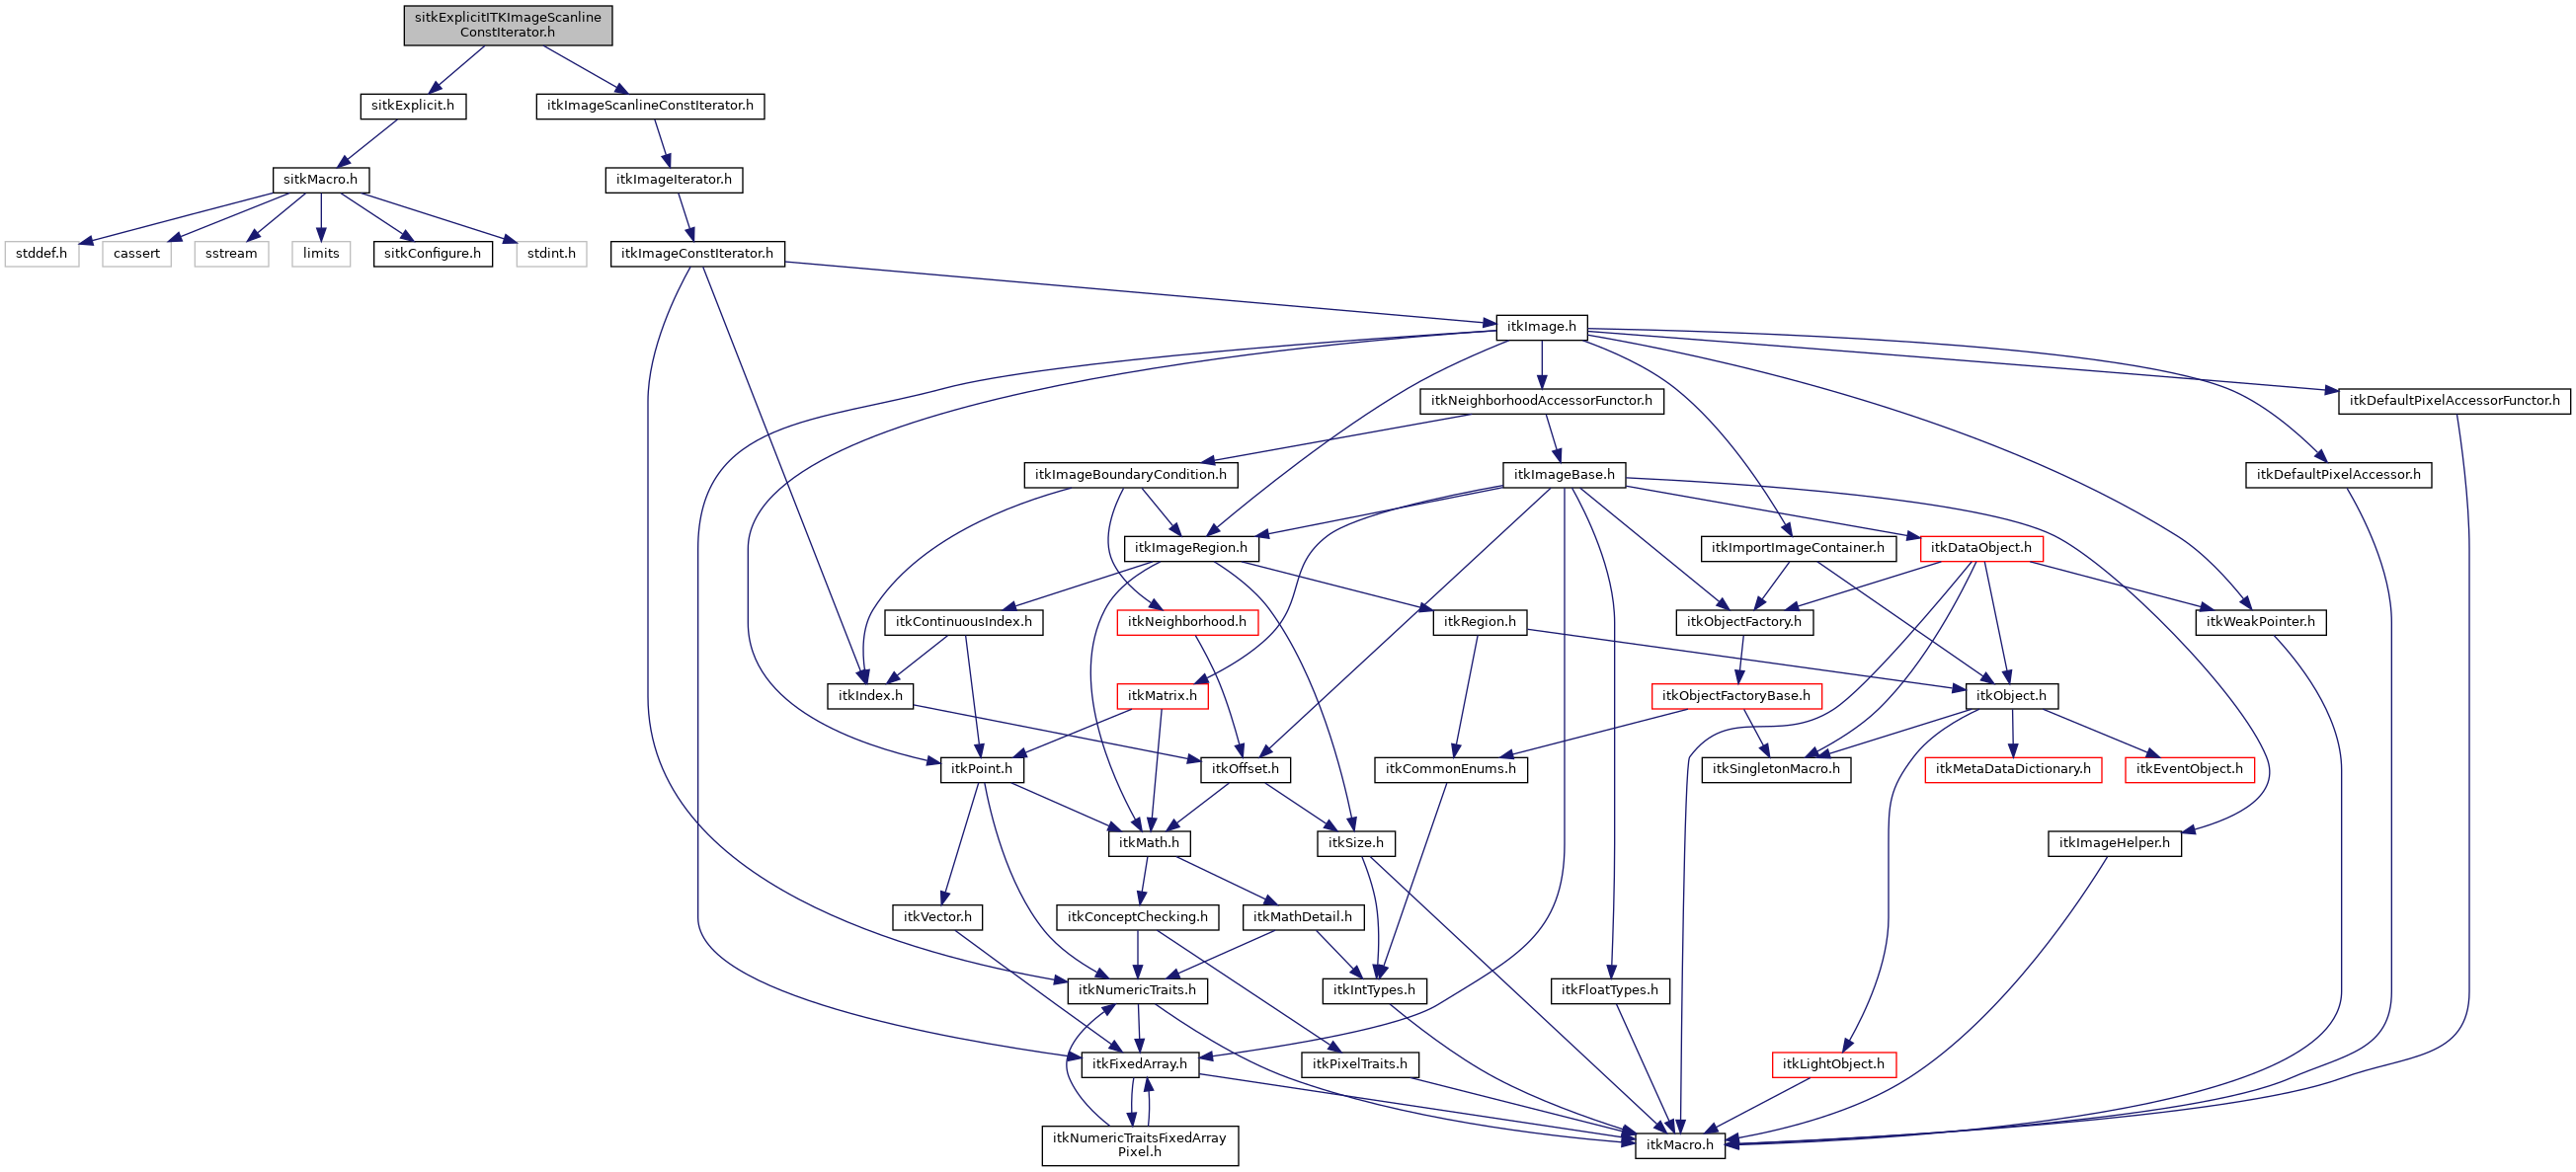 sitkExplicitITKImageScanline
ConstIterator.h
sitkExplicit.h
itkImageScanlineConstIterator.h
sitkMacro.h
itkImageIterator.h
stddef.h
cassert
sstream
limits
sitkConfigure.h
stdint.h
itkImageConstIterator.h
itkImage.h
itkNeighborhoodAccessorFunctor.h
itkDefaultPixelAccessorFunctor.h
itkImageBoundaryCondition.h
itkImageBase.h
itkDefaultPixelAccessor.h
itkImageRegion.h
itkImportImageContainer.h
itkDataObject.h
itkContinuousIndex.h
itkNeighborhood.h
itkRegion.h
itkObjectFactory.h
itkWeakPointer.h
itkIndex.h
itkMatrix.h
itkObjectFactoryBase.h
itkObject.h
itkPoint.h
itkOffset.h
itkCommonEnums.h
itkSingletonMacro.h
itkMetaDataDictionary.h
itkEventObject.h
itkMath.h
itkSize.h
itkImageHelper.h
itkVector.h
itkConceptChecking.h
itkMathDetail.h
itkNumericTraits.h
itkIntTypes.h
itkFloatTypes.h
itkFixedArray.h
itkPixelTraits.h
itkLightObject.h
itkNumericTraitsFixedArray
Pixel.h
itkMacro.h